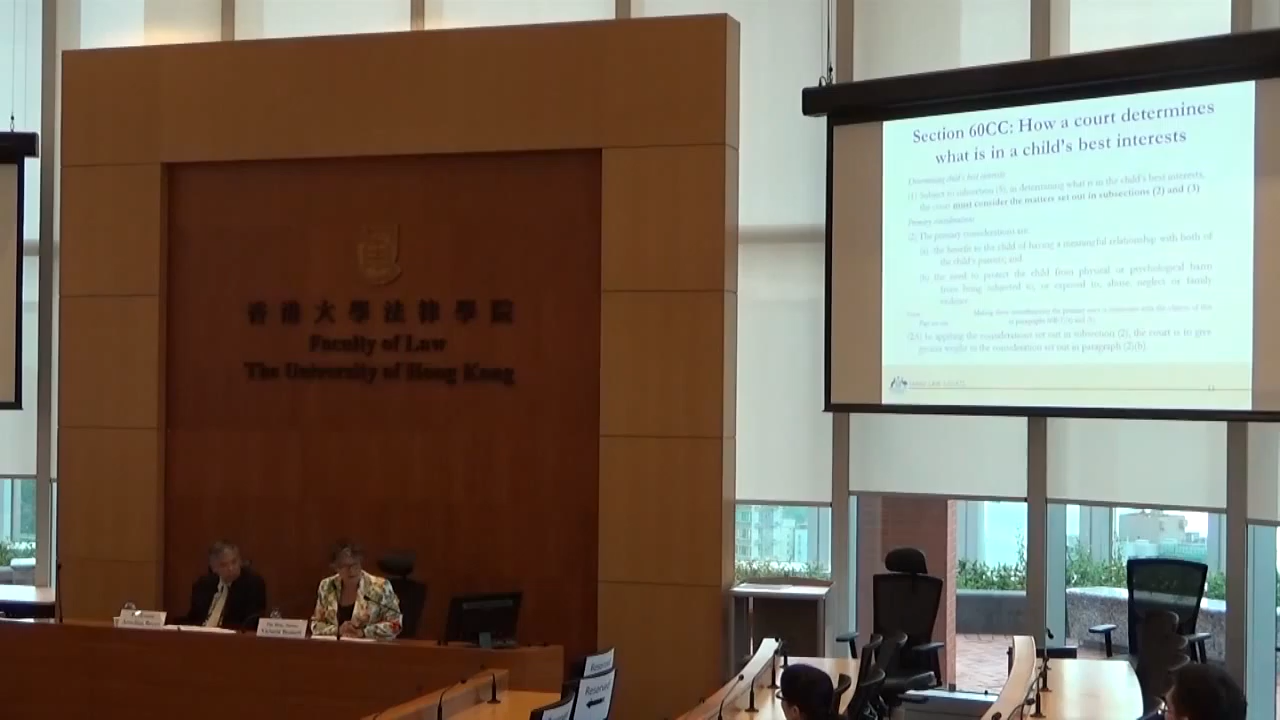 香港大學法律學院
Faculty of Law
The University of Hong Kong
Section 60CC: How a court determines
what is in a child's best interests
Determining child's best interests
(1) Subject to subsection (5), in determining what is in the child's best interests,
the court must consider the matters set out in subsections (2) and (3)
Primary considerations
(2) The primary considerations are:
(a) the benefit to the child of having a meaningful relationship with both of
the child's parents; and
(b) the need to protect the child from physical or psychological harm
from being subjected to, or exposed to, abuse, neglect or family
violence.
(2A) In applying the considerations set out in subsection (2), the court is to give
greater weight to the consideration set out in paragraph (2)(b)
Reserved
Reserved